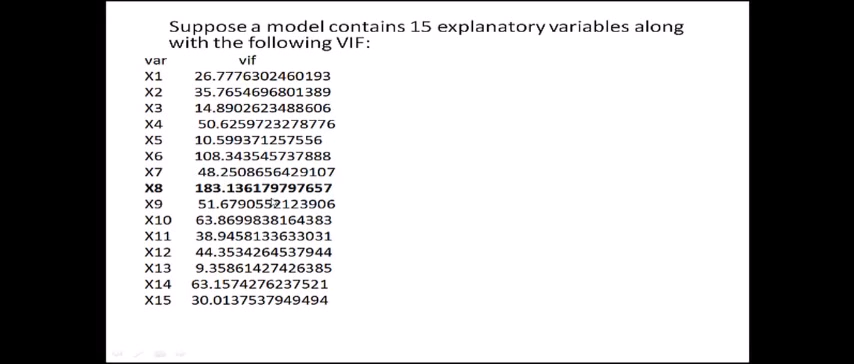 Suppose a model contains 15 explanatory variables along
with the following VIF:
var vif
X1 26.7776302460193
X2 35.7654696801389
X3 14.8902623488606
X4 50.6259723278776
X5 10.599371257556
X6 108.343545737888
X7 48.2508656429107
X8 183.136179797657
X9 51.6790552123906
X10 63.8699838164383
X11 38.9458133633031
X12 44.3534264537944
X13 9.35861427426385
X14 63.1574276237521
X15 30.0137537949494